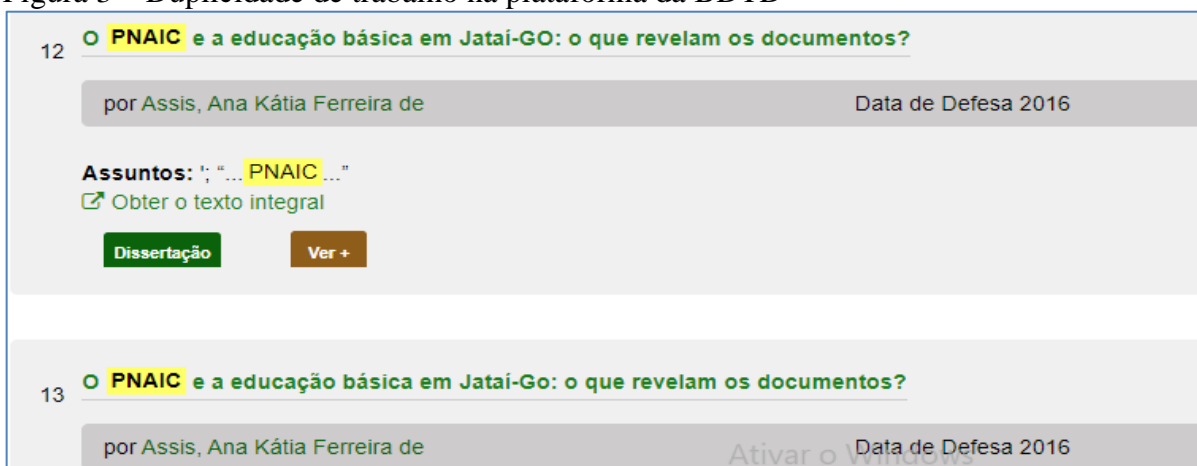 Figura 3 – Duplicidade de trabalho na plataforma da BDTD
12 O PNAIC e a educação básica em Jataí-GO: o que revelam os documentos?
por Assis, Ana Kátia Ferreira de Data de Defesa 2016
Assuntos: '; “... PNAIC ...”
Obter o texto integral
Dissertação Ver +
13 O PNAIC e a educação básica em Jataí-Go: o que revelam os documentos?
por Assis, Ana Kátia Ferreira de Data de Defesa 2016
Ativar o Windows